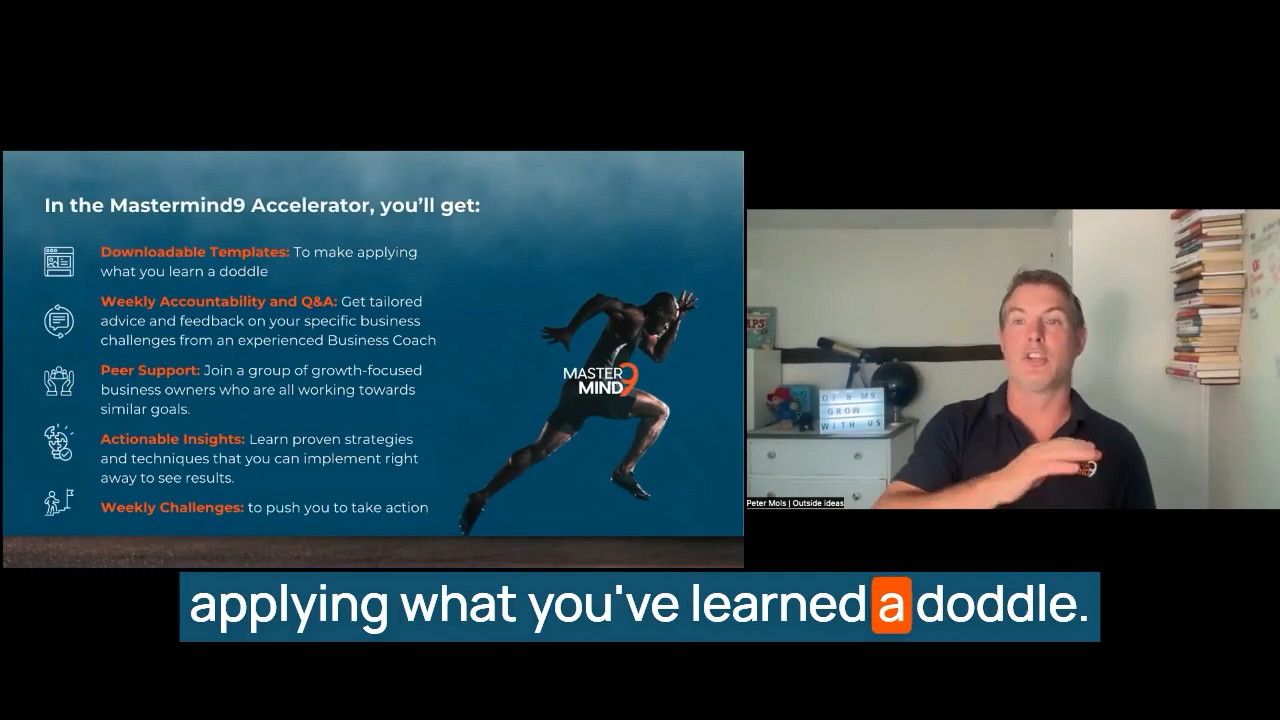 In the Mastermind9 Accelerator, you'll get:
Downloadable Templates: To make applying
what you learn a doddle
Weekly Accountability and Q&A: Get tailored
advice and feedback on your specific business
challenges from an experienced Business Coach
Peer Support: Join a group of growth-focused
business owners who are all working towards
similar goals.
Actionable Insights: Learn proven strategies
and techniques that you can implement right
away to see results.
Weekly Challenges: to push you to take action
MASTER
MIND9
OI & M9
GROW
WITH US
Peter Mols | Outside ideas
applying what you've learned a doddle.